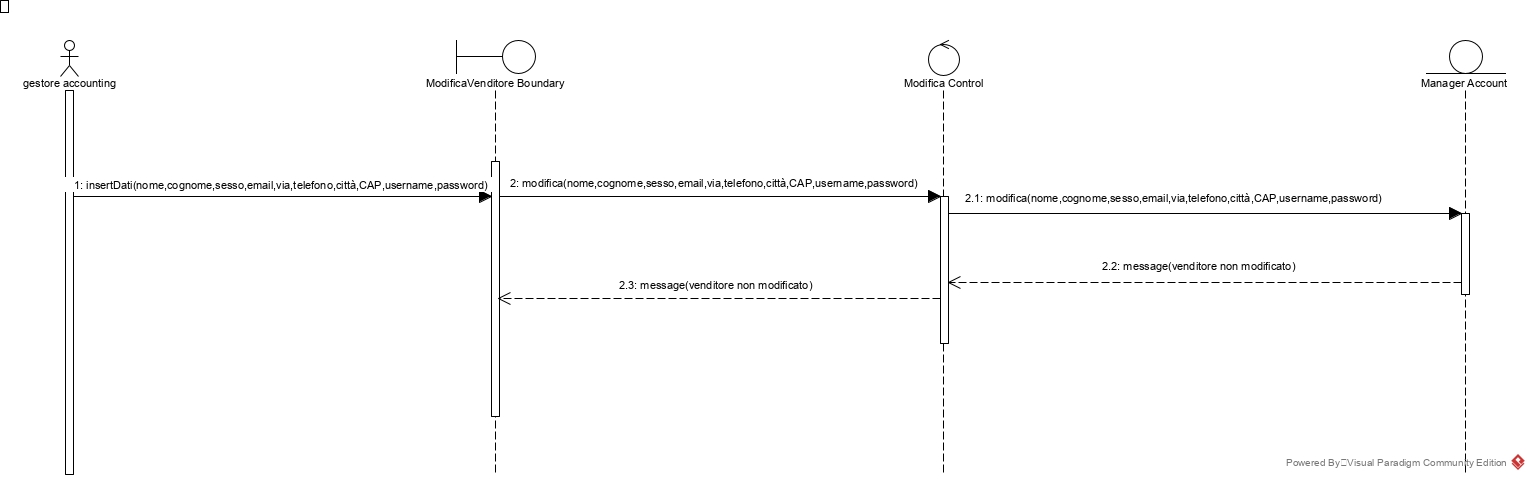 gestore accounting
ModificaVenditore Boundary
Modifica Control
Manager Account
1: insertDati(nome,cognome,sesso,email,via,telefono,città,CAP,username,password)
2: modifica(nome,cognome,sesso,email,via,telefono,città,CAP,username,password)
2.1: modifica(nome,cognome,sesso,email,via,telefono,città,CAP,username,password)
2.2: message(venditore non modificato)
2.3: message(venditore non modificato)
Powered By Visual Paradigm Community Edition